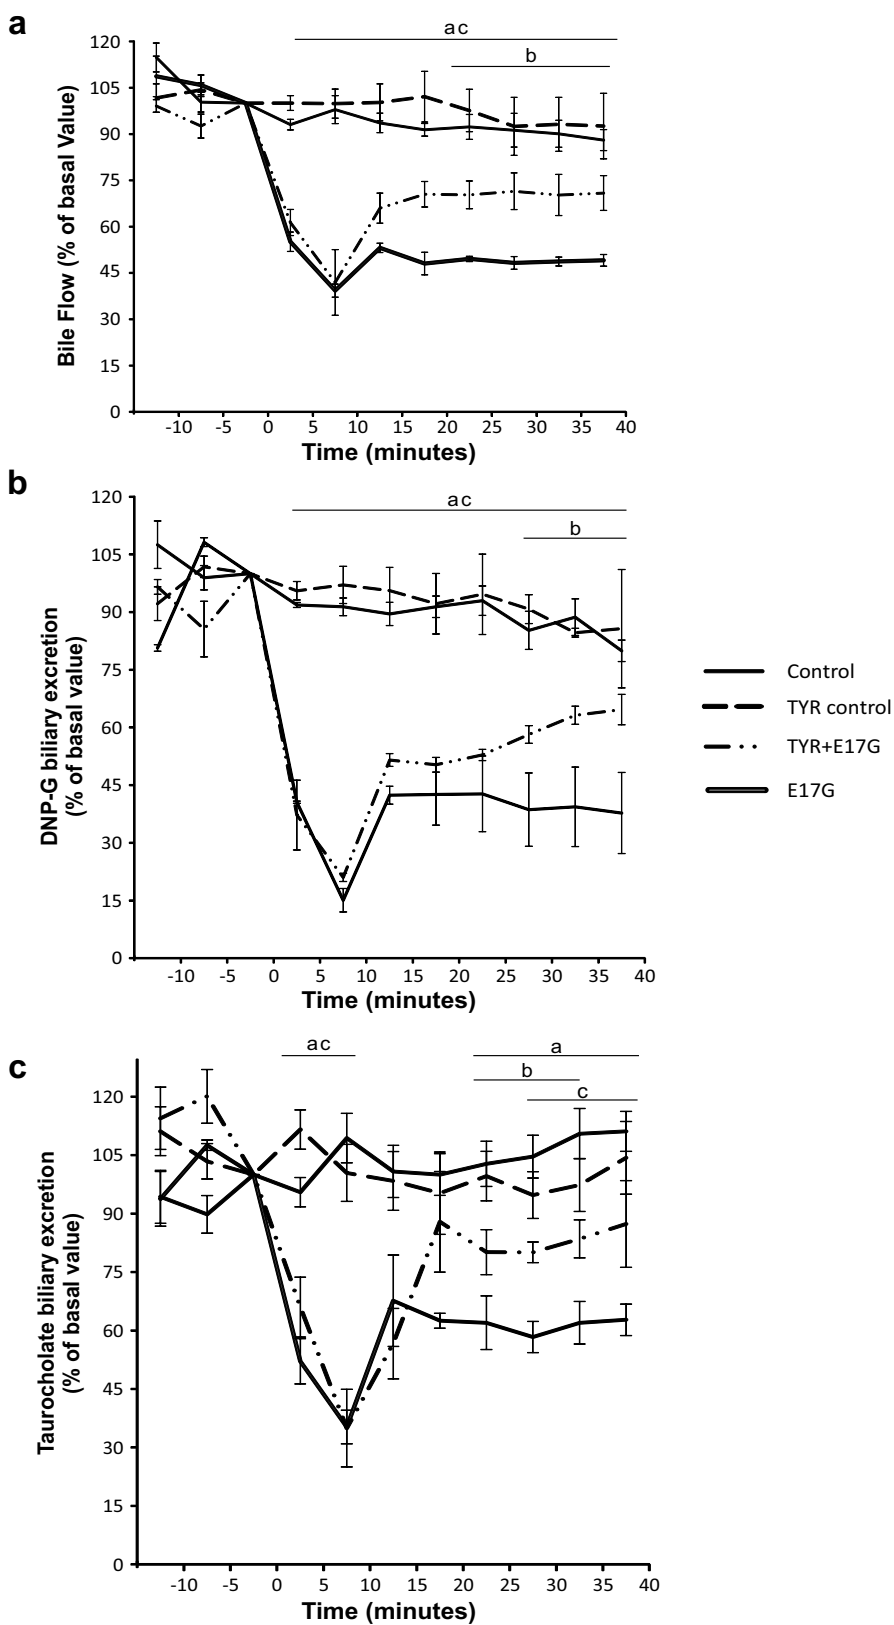 a
ac
b
120
105
90
75
60
45
30
15
0
Bile Flow (% of basal Value)
-10 -5 0 5 10 15 20 25 30 35 40
Time (minutes)
b
ac
b
120
105
90
75
60
45
30
15
0
DNP-G biliary excretion
(% of basal value)
-10 -5 0 5 10 15 20 25 30 35 40
Time (minutes)
Control
TYR control
TYR+E17G
E17G
c
ac
a
b
c
120
105
90
75
60
45
30
15
0
Taurocholate biliary excretion
(% of basal value)
-10 -5 0 5 10 15 20 25 30 35 40
Time (minutes)